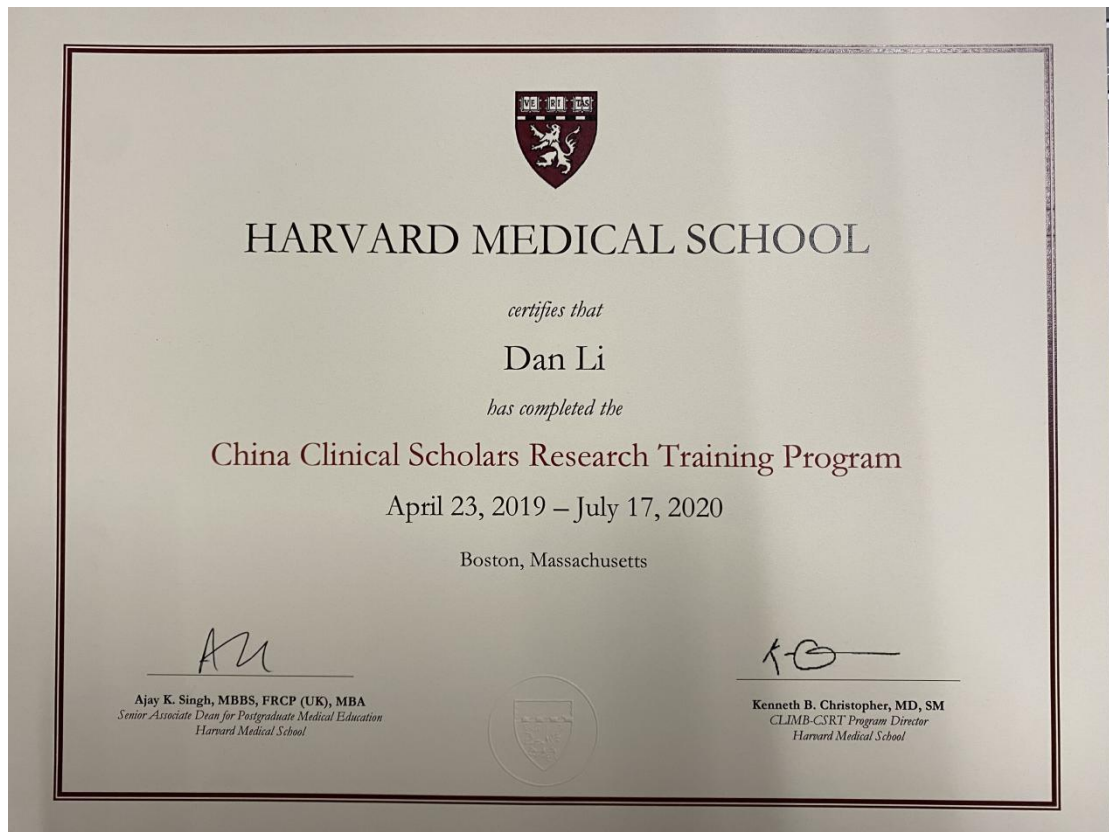 VE RI TAS
HARVARD MEDICAL SCHOOL
certifies that
Dan Li
has completed the
China Clinical Scholars Research Training Program
April 23, 2019 – July 17, 2020
Boston, Massachusetts
Ajay K. Singh, MBBS, FRCP (UK), MBA
Senior Associate Dean for Postgraduate Medical Education
Harvard Medical School
Kenneth B. Christopher, MD, SM
CLIMB-CSRT Program Director
Harvard Medical School